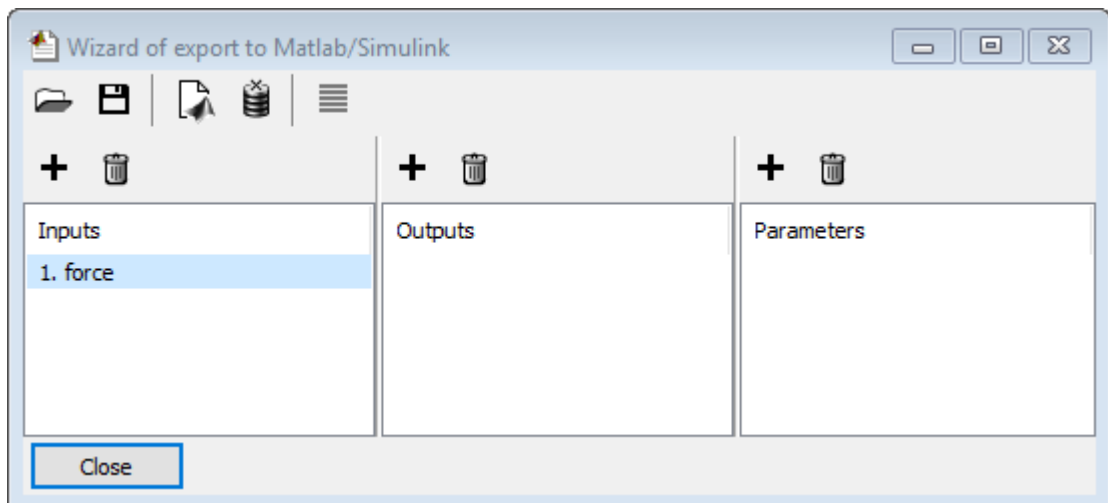 Wizard of export to Matlab/Simulink
Inputs
Outputs
Parameters
1. force
Close